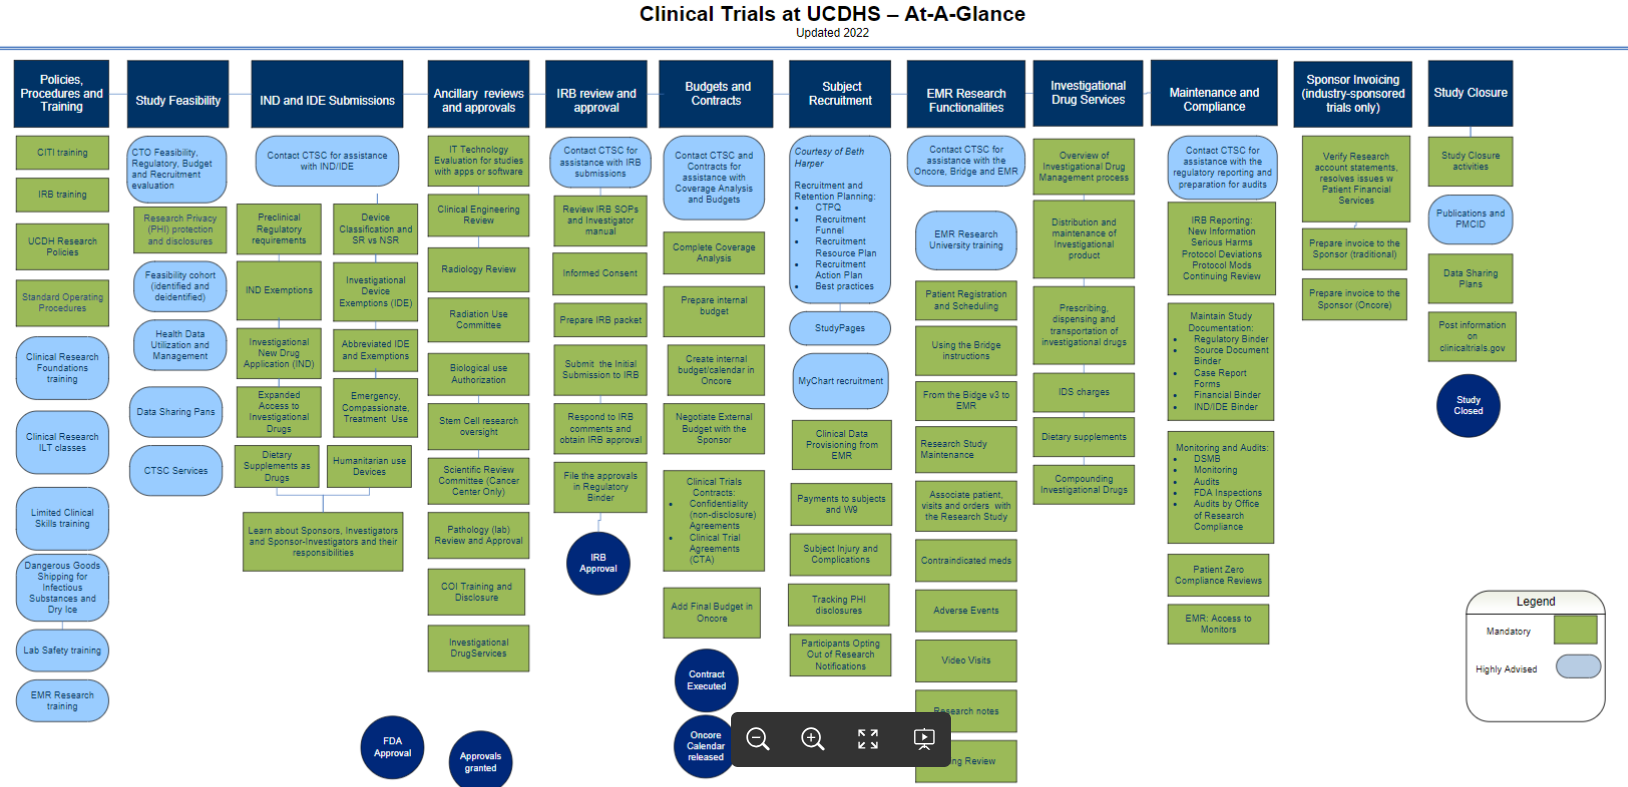 Clinical Trials at UCDHS – At-A-Glance
Updated 2022
Policies,
Procedures and
Training
CITI training
IRB training
UCDH Research
Policies
Standard Operating
Procedures
Clinical Research
Foundations
training
Clinical Research
ILT classes
Limited Clinical
Skills training
Dangerous Goods
Shipping for
Infectious
Substances and
Dry Ice
Lab Safety training
EMR Research
training
Study Feasibility
CTO Feasibility,
Regulatory, Budget
and Recruitment
evaluation
Research Privacy
(PHI) protection
and disclosures
Feasibility cohort
(identified and
deidentified)
Health Data
Utilization and
Management
Data Sharing Pans
CTSC Services
IND and IDE Submissions
Contact CTSC for assistance
with IND/IDE
Preclinical
Regulatory
requirements
IND Exemptions
Investigational
New Drug
Application (IND)
Expanded
Access to
Investigational
Drugs
Dietary
Supplements as
Drugs
Device
Classification and
SR vs NSR
Investigational
Device
Exemptions (IDE)
Abbreviated IDE
and Exemptions
Emergency,
Compassionate,
Treatment Use
Humanitarian use
Devices
Learn about Sponsors, Investigators
and Sponsor-Investigators and their
responsibilities
FDA
Approval
Ancillary reviews
and approvals
IT Technology
Evaluation for studies
with apps or software
Clinical Engineering
Review
Radiology Review
Radiation Use
Committee
Biological use
Authorization
Stem Cell research
oversight
Scientific Review
Committee (Cancer
Center Only)
Pathology (lab)
Review and Approval
COI Training and
Disclosure
Investigational
DrugServices
Approvals
granted
IRB review and
approval
Contact CTSC for
assistance with IRB
submissions
Review IRB SOPs
and Investigator
manual
Informed Consent
Prepare IRB packet
Submit the Initial
Submission to IRB
Respond to IRB
comments and
obtain IRB approval
File the approvals
in Regulatory
Binder
IRB
Approval
Budgets and
Contracts
Contact CTSC and
Contracts for
assistance with
Coverage Analysis
and Budgets
Complete Coverage
Analysis
Prepare internal
budget
Create internal
budget/calendar in
Oncore
Negotiate External
Budget with the
Sponsor
Clinical Trials
Contracts:
• Confidentiality
(non-disclosure)
Agreements
• Clinical Trial
Agreements
(CTA)
Add Final Budget in
Oncore
Contract
Executed
Oncore
Calendar
released
Subject
Recruitment
Courtesy of Beth
Harper
Recruitment and
Retention Planning:
• CTPQ
• Recruitment
Funnel
• Recruitment
Resource Plan
• Recruitment
Action Plan
• Best practices
StudyPages
MyChart recruitment
Clinical Data
Provisioning from
EMR
Payments to subjects
and W9
Subject Injury and
Complications
Tracking PHI
disclosures
Participants Opting
Out of Research
Notifications
EMR Research
Functionalities
Contact CTSC for
assistance with the
Oncore, Bridge and EMR
EMR Research
University training
Patient Registration
and Scheduling
Using the Bridge
instructions
From the Bidge v3 to
EMR
Research Study
Maintenance
Associate patient,
visits and orders with
the Research Study
Contraindicated meds
Adverse Events
Video Visits
Research notes
ng Review
Investigational
Drug Services
Overview of
Investigational Drug
Management process
Distribution and
maintenance of
Investigational
product
Prescribing,
dispensing and
transportation of
investigational drugs
IDS charges
Dietary supplements
Compounding
Investigational Drugs
Maintenance and
Compliance
Contact CTSC for
assistance with the
regulatory reporting and
preparation for audits
IRB Reporting:
New Information
Serious Harms
Protocol Deviations
Protocol Mods
Continuing Review
Maintain Study
Documentation:
• Regulatory Binder
• Source Document
Binder
• Case Report
Forms
• Financial Binder
• IND/IDE Binder
Monitoring and Audits:
• DSMB
• Monitoring
• Audits
• FDA Inspections
• Audits by Office
of Research
Compliance
Patient Zero
Compliance Reviews
EMR: Access to
Monitors
Sponsor Invoicing
(industry-sponsored
trials only)
Verify Research
account statements,
resolves issues w
Patient Financial
Services
Prepare invoice to the
Sponsor (traditional)
Prepare invoice to the
Sponsor (Oncore)
Study Closure
Study Closure
activities
Publications and
PMCID
Data Sharing
Plans
Post information
on
clinicaltrials.gov
Study
Closed
Legend
Mandatory
Highly Advised